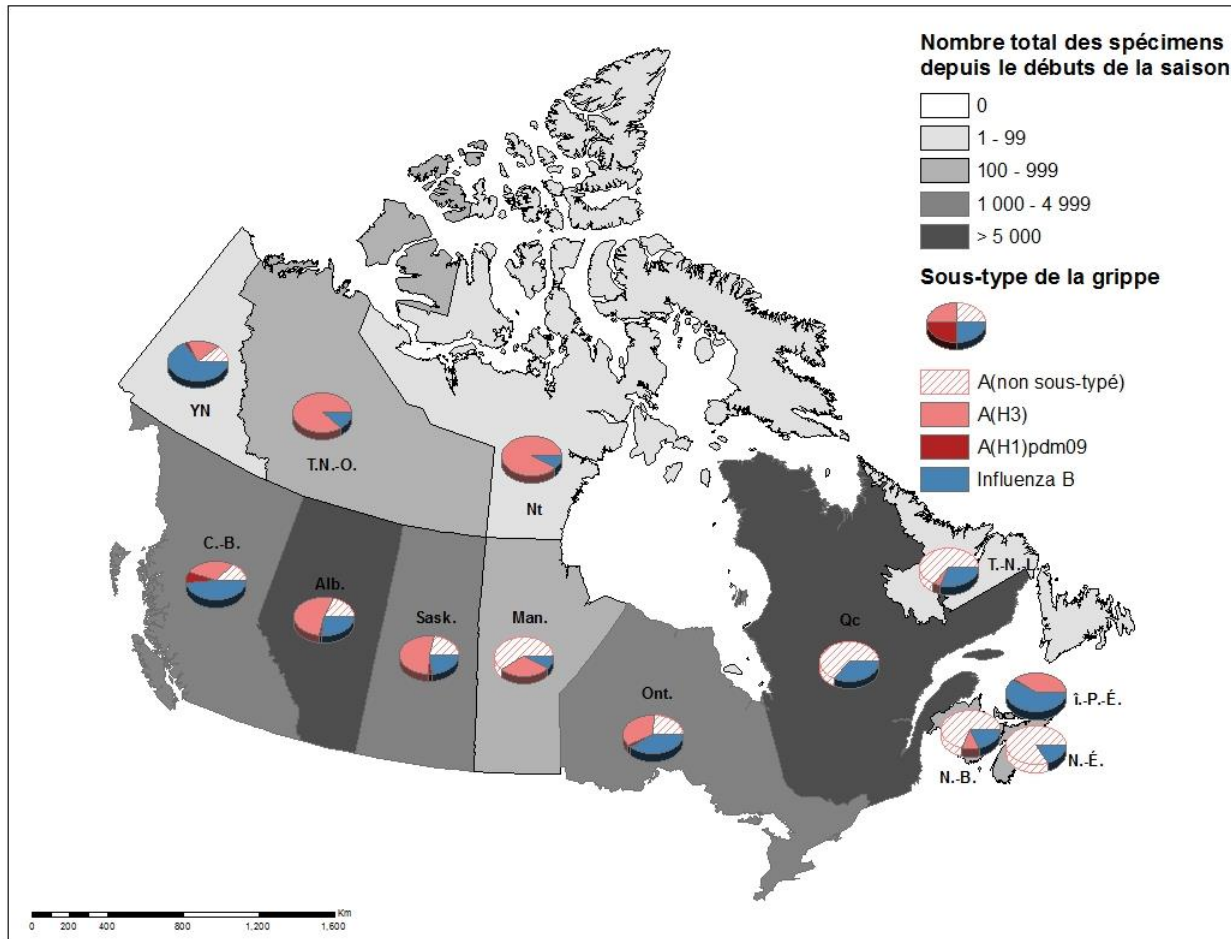 Nombre total des spécimens
depuis le débuts de la saison
0
1 - 99
100 - 999
1 000 - 4 999
> 5 000
Sous-type de la grippe
A(non sous-typé)
A(H3)
A(H1)pdm09
Influenza B
YN
T.N.-O.
Nt
C.-B.
Alb.
Sask.
Man.
Ont.
Qc
T.-N.-L.
î.-P.-É.
N.-B.
N.-É.
Km
0 200 400 800 1,200 1,600